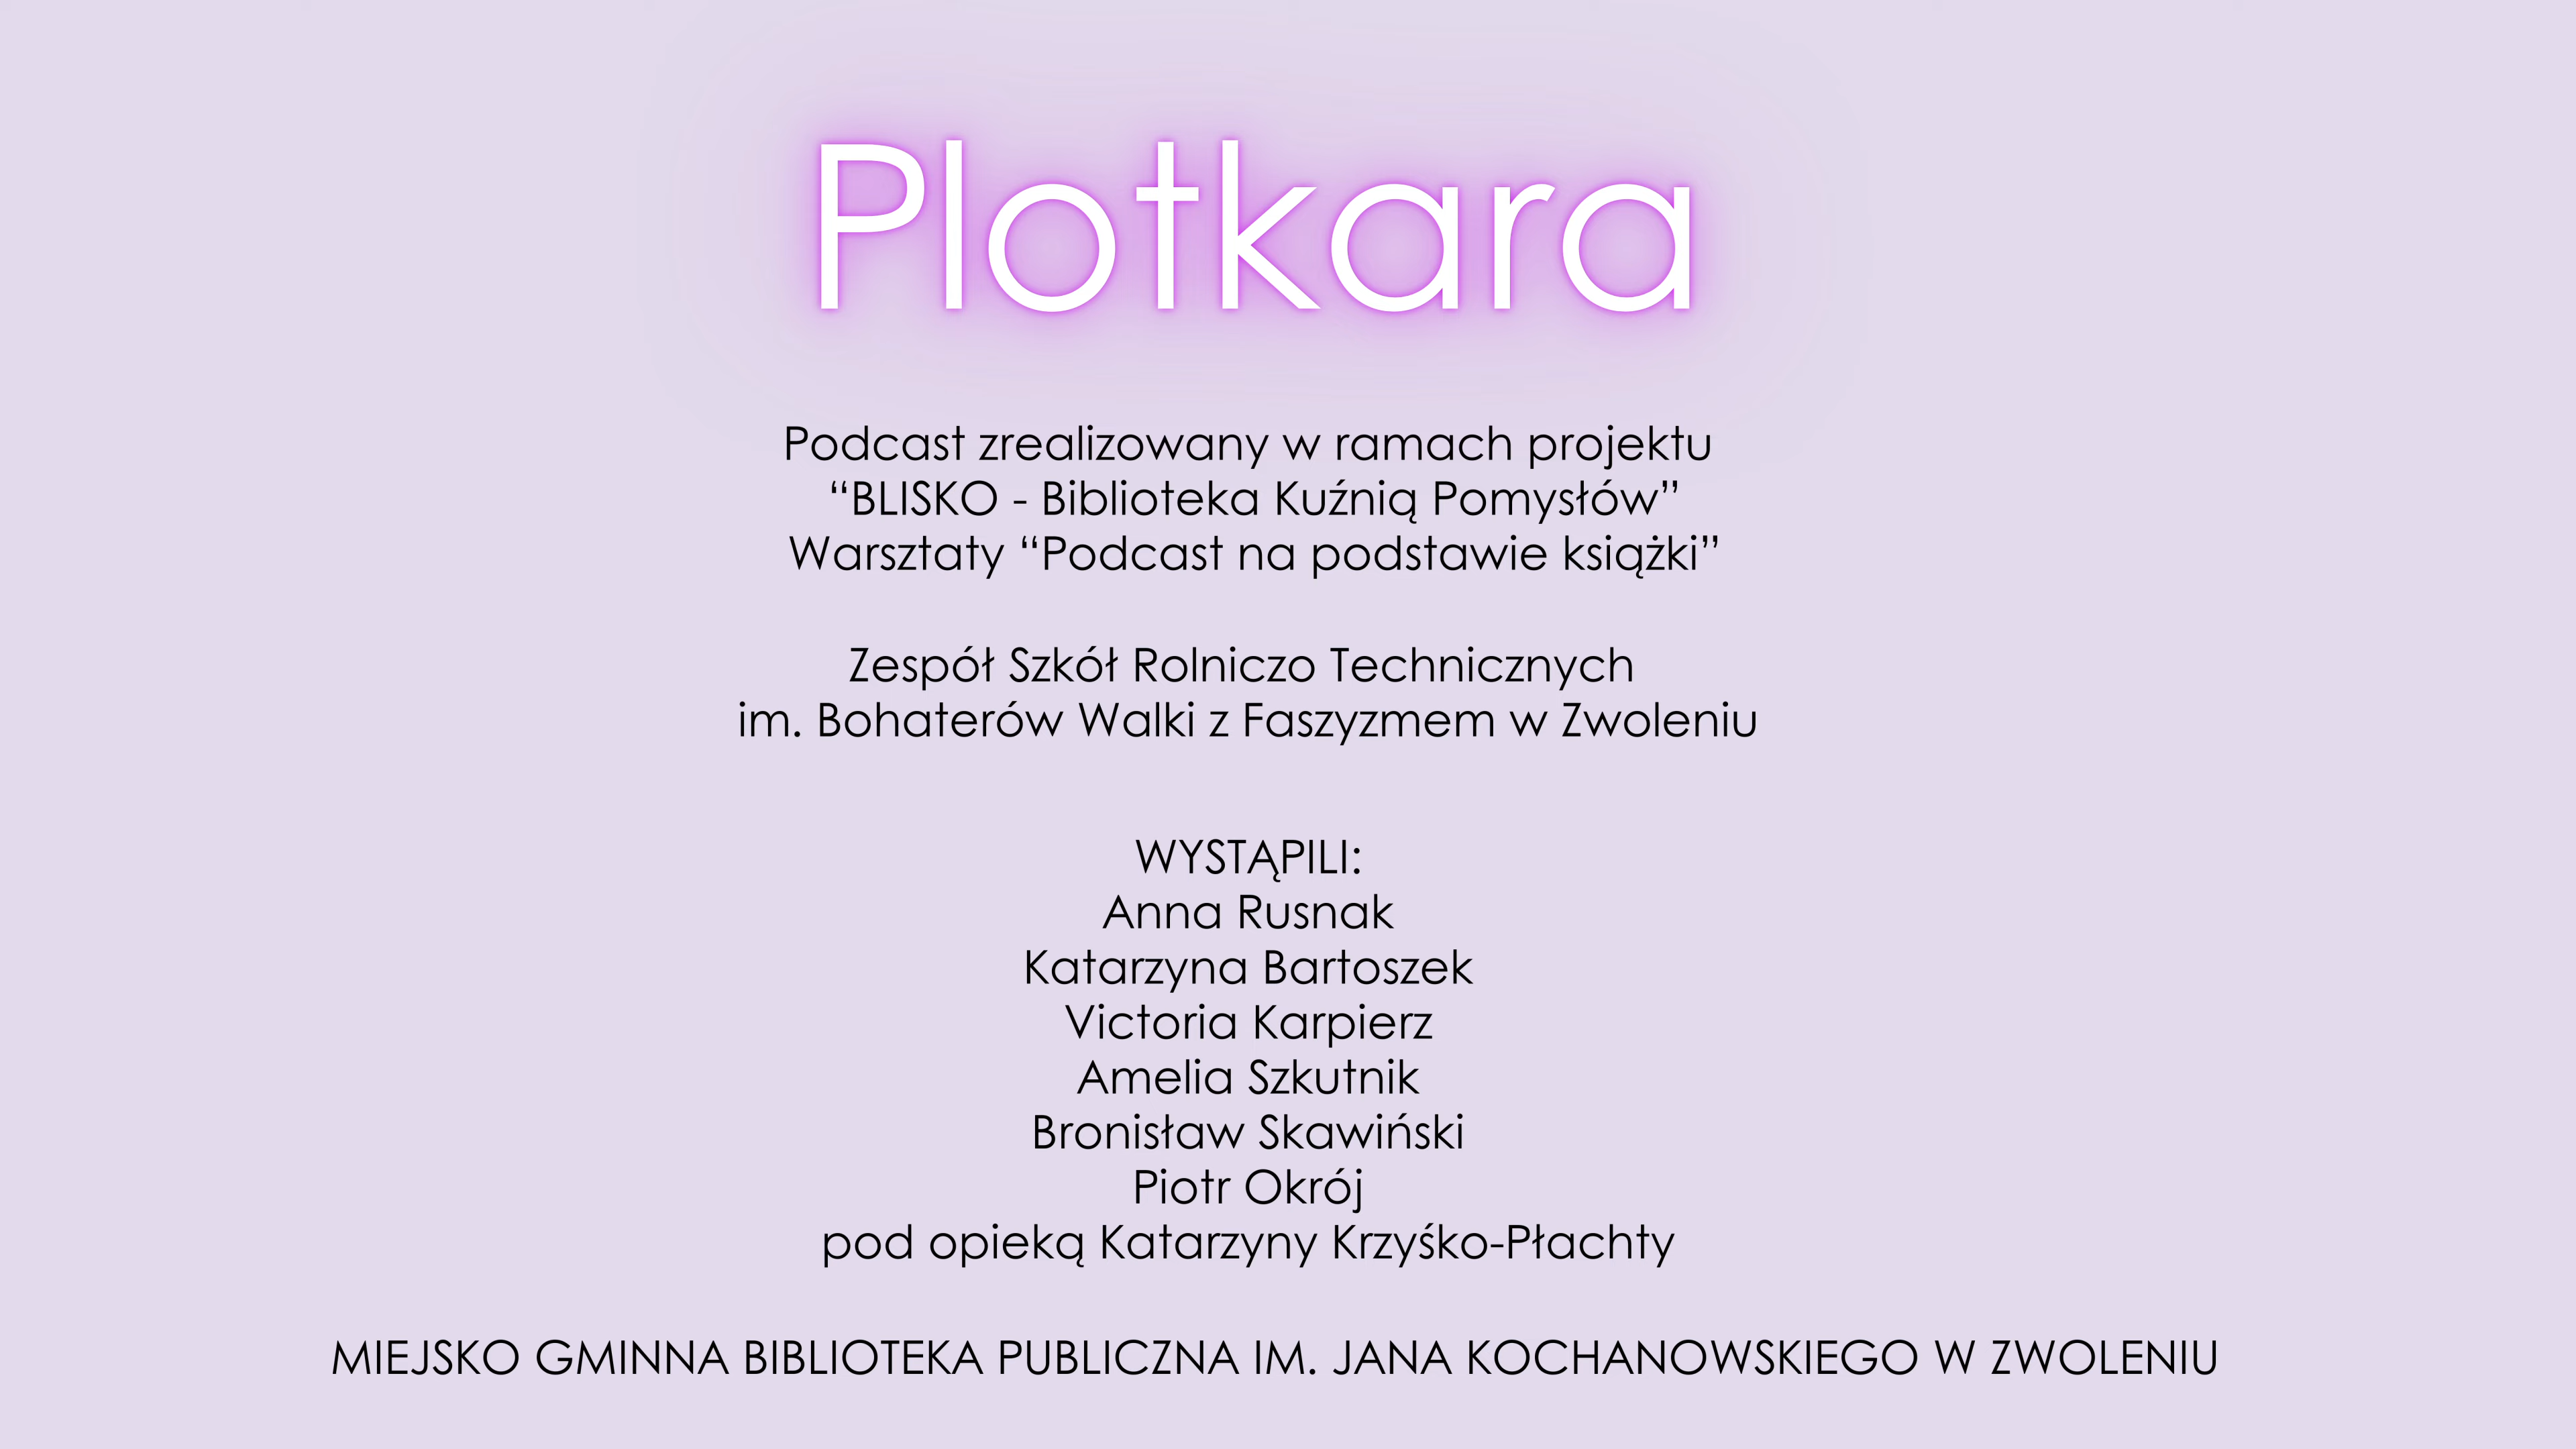 Plotkara
Podcast zrealizowany w ramach projektu
“BLISKO - Biblioteka Kuźnią Pomysłów”
Warsztaty “Podcast na podstawie książki”
Zespół Szkół Rolniczo Technicznych
im. Bohaterów Walki z Faszyzmem w Zwoleniu
WYSTĄPILI:
Anna Rusnak
Katarzyna Bartoszek
Victoria Karpierz
Amelia Szkutnik
Bronisław Skawiński
Piotr Okrój
pod opieką Katarzyny Krzyśko-Płachty
MIEJSKO GMINNA BIBLIOTEKA PUBLICZNA IM. JANA KOCHANOWSKIEGO W ZWOLENIU